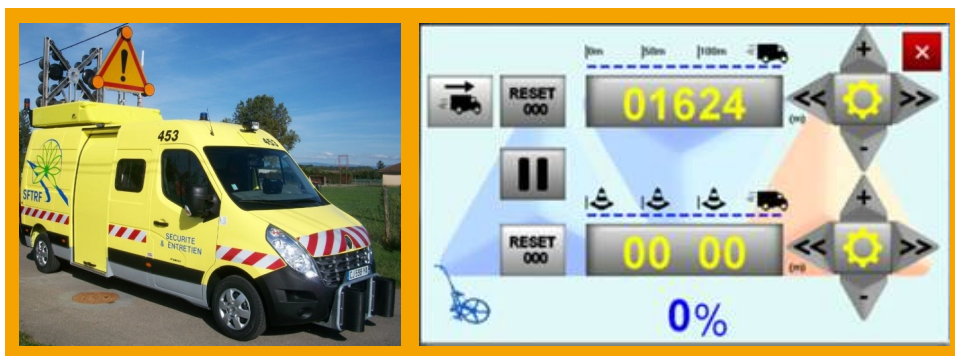 453
453
SFTRF
SECURITE
& ENTRETIEN
|0m |50m |100m
RESET
000
01624
(m)
<< >>
+
-
×
RESET
000
00 00
(m)
<< >>
+
-
0%